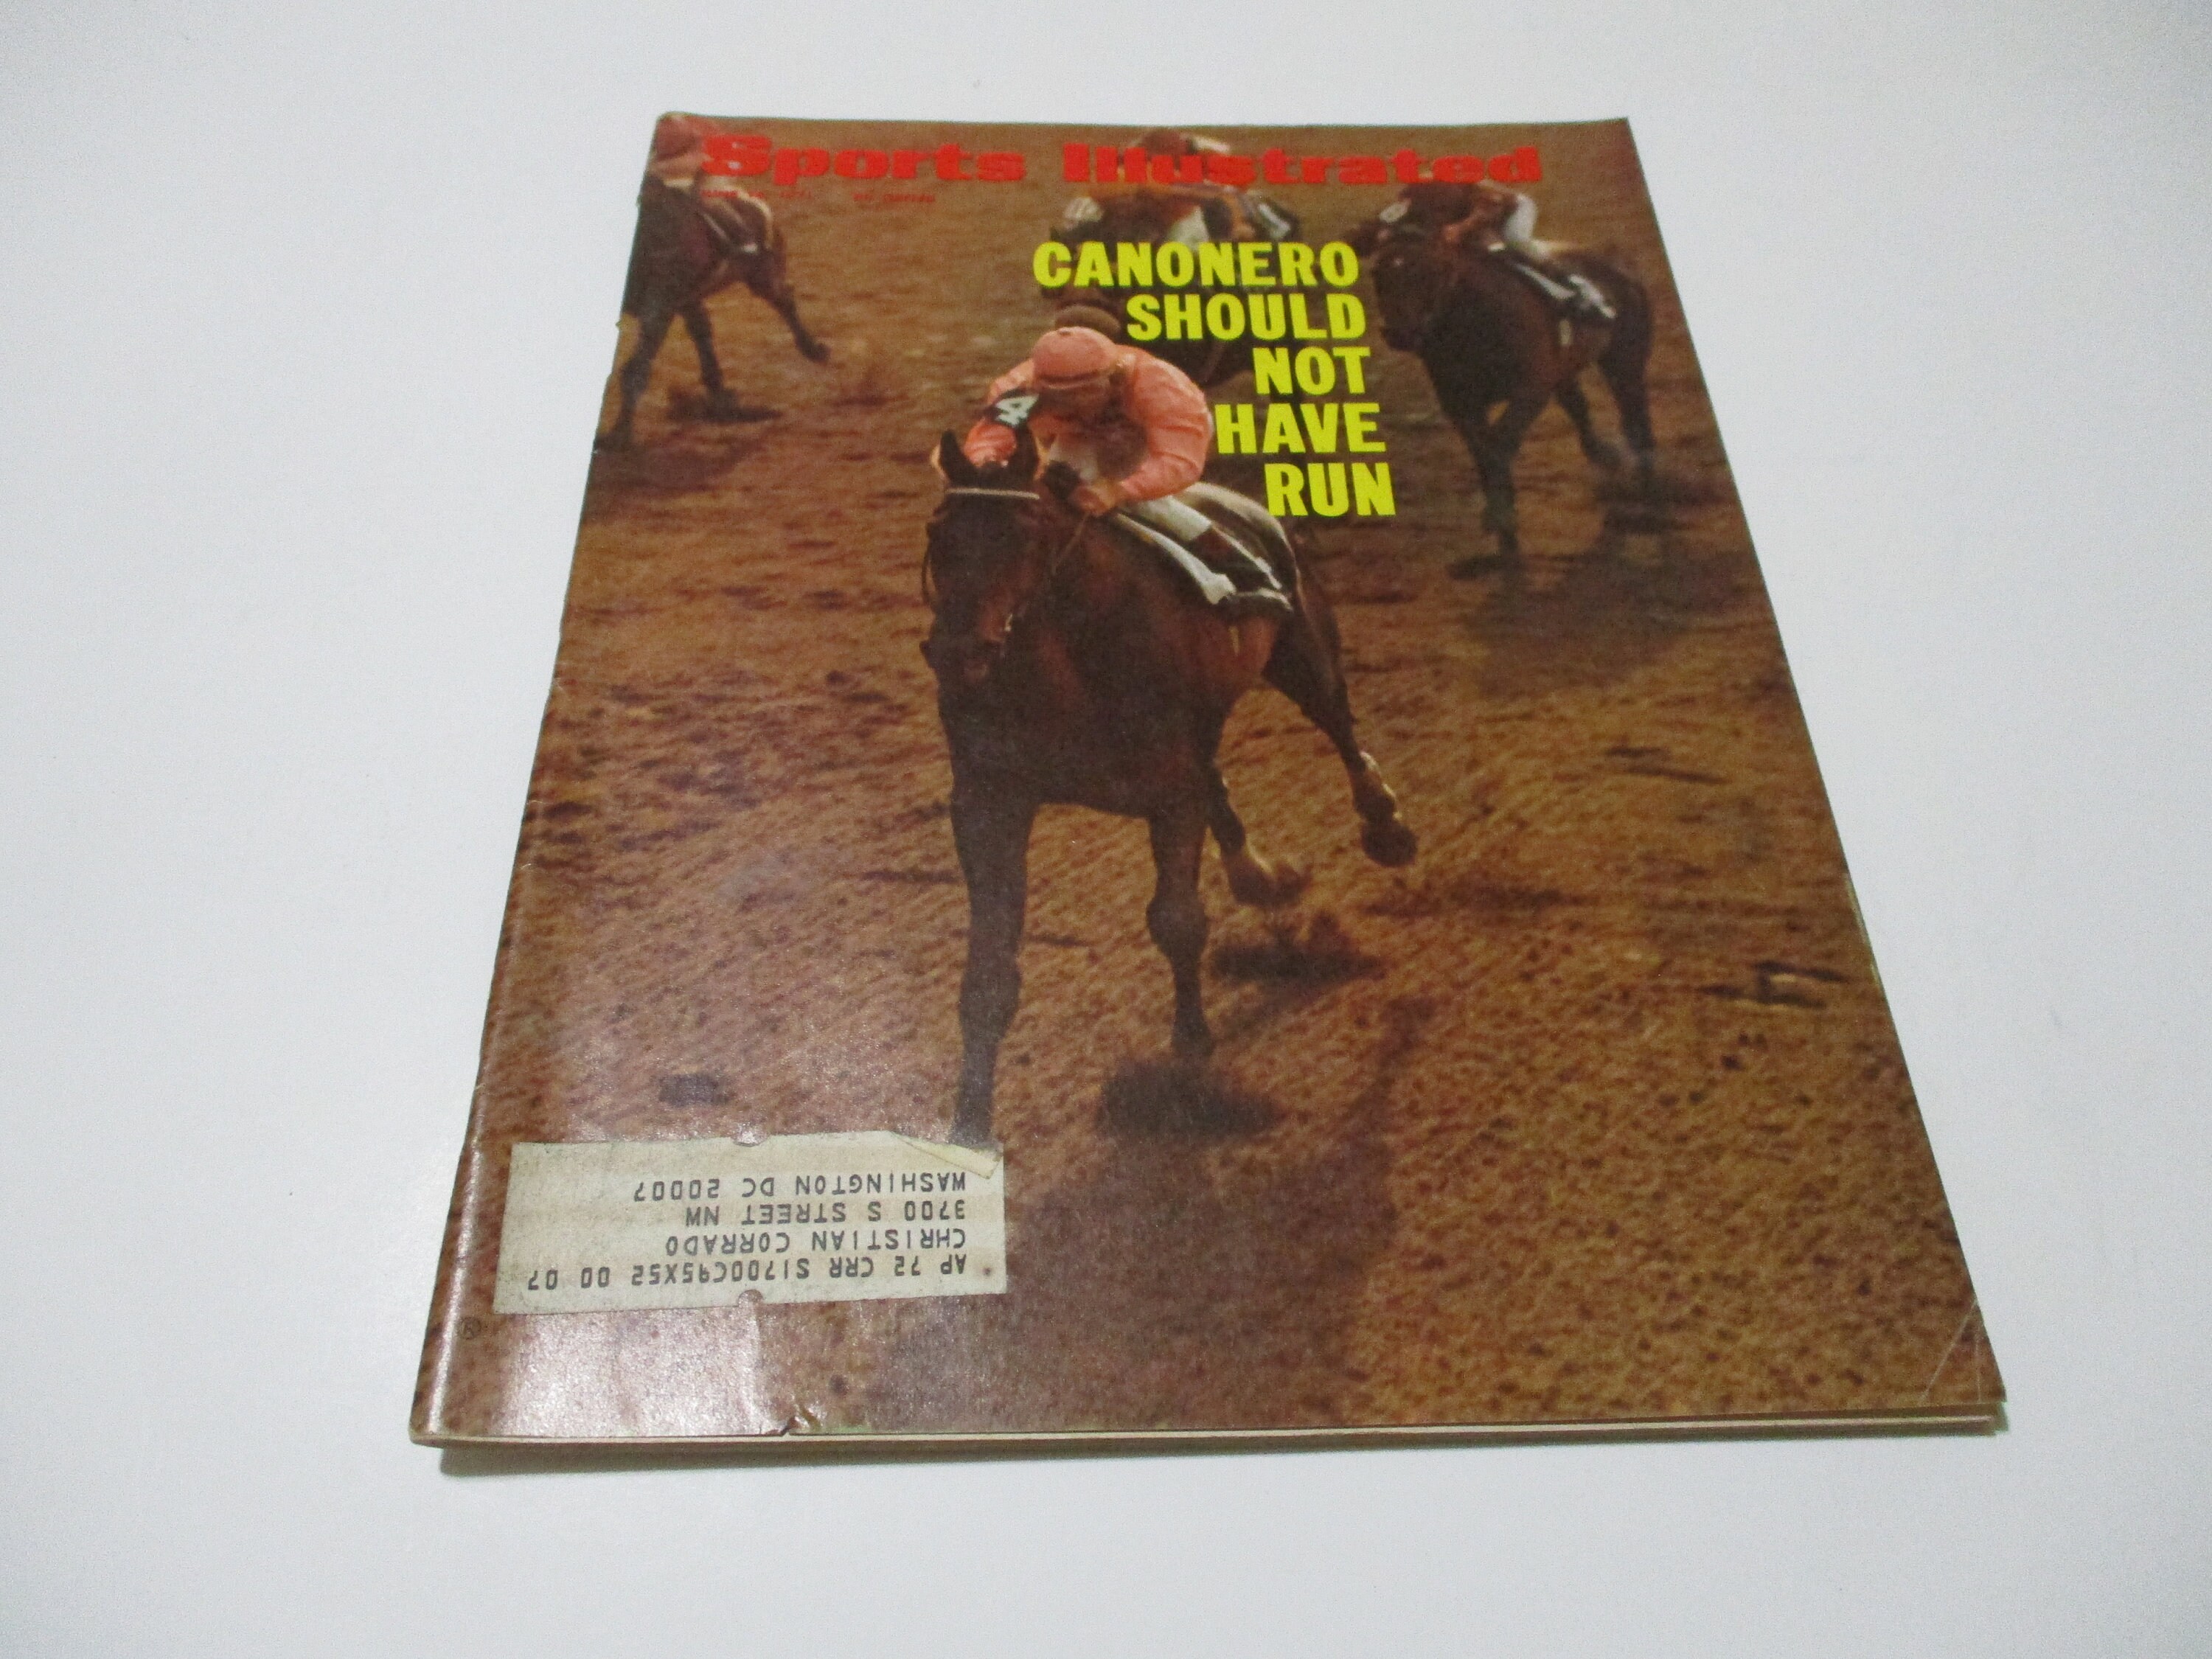 Sports Illustrated
CANONERO
SHOULD
NOT
HAVE
RUN
4
AP 72 CRR S1700C95X52 00 07
CHRISTIAN CORRADO
3700 S STREET NW
WASHINGTON DC 20007